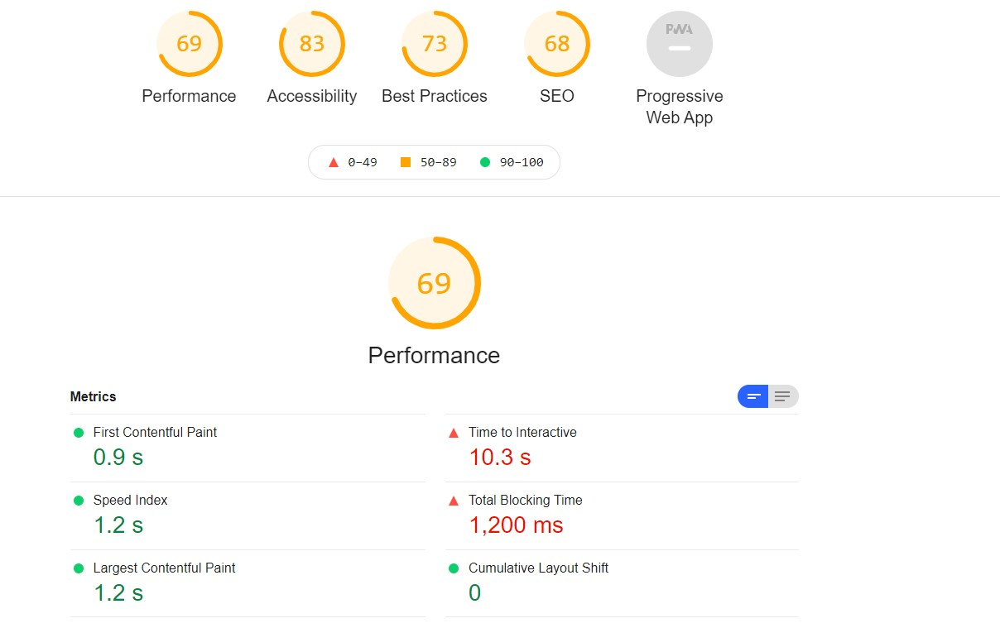 69 83 73 68 PWA
Performance Accessibility Best Practices SEO Progressive
Web App
0–49 50–89 90–100
69
Performance
Metrics
First Contentful Paint Time to Interactive
0.9 s 10.3 s
Speed Index Total Blocking Time
1.2 s 1,200 ms
Largest Contentful Paint Cumulative Layout Shift
1.2 s 0